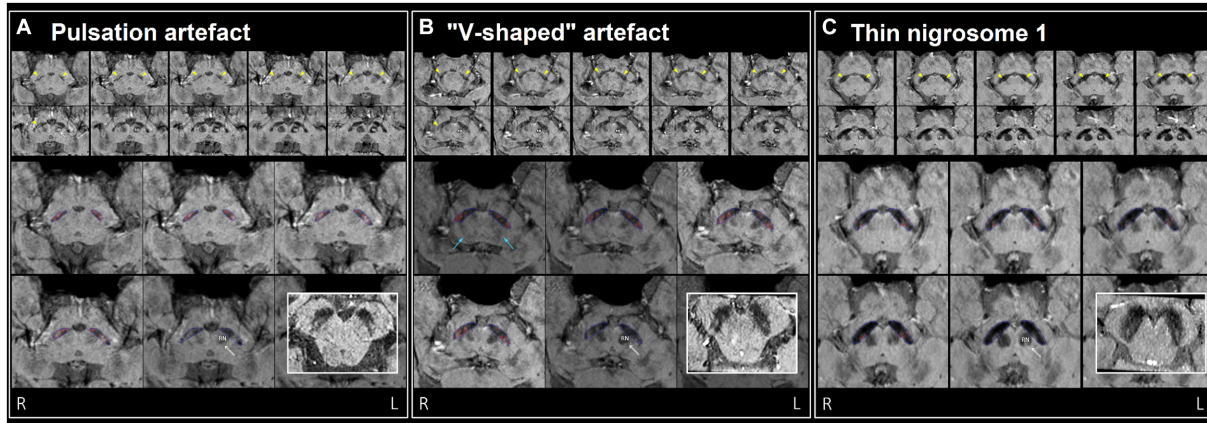 A Pulsation artefact
B "V-shaped" artefact
C Thin nigrosome 1
RN
RN
RN
R L
R L
R L